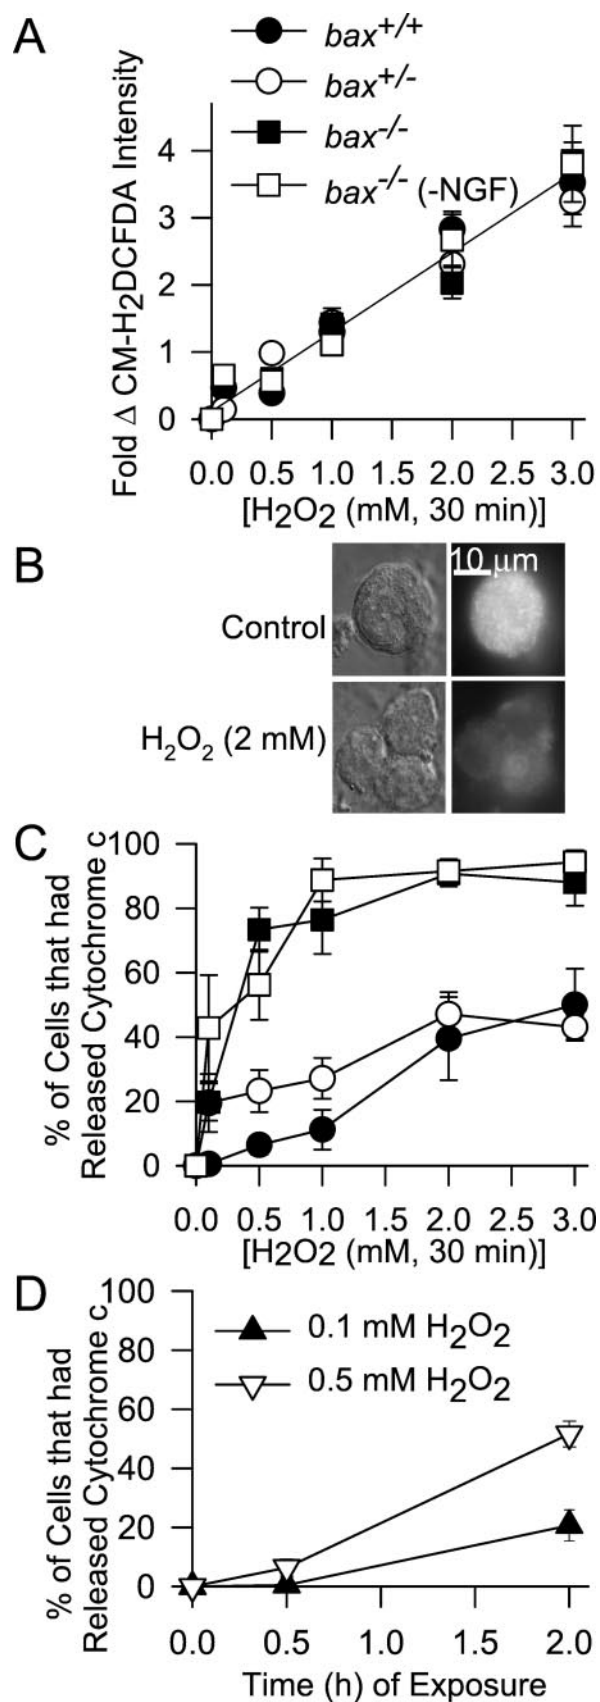 A
bax+/+
bax+/-
bax-/-
bax-/- (-NGF)
Fold Δ CM-H2DCFDA Intensity
4
3
2
1
0
0.0 0.5 1.0 1.5 2.0 2.5 3.0
[H2O2 (mM, 30 min)]
B
10 μm
Control
H2O2 (2 mM)
C
% of Cells that had
Released Cytochrome c
100
80
60
40
20
0
0.0 0.5 1.0 1.5 2.0 2.5 3.0
[H2O2 (mM, 30 min)]
D
% of Cells that had
Released Cytochrome c
100
80
60
40
20
0
0.1 mM H2O2
0.5 mM H2O2
0.0 0.5 1.0 1.5 2.0
Time (h) of Exposure